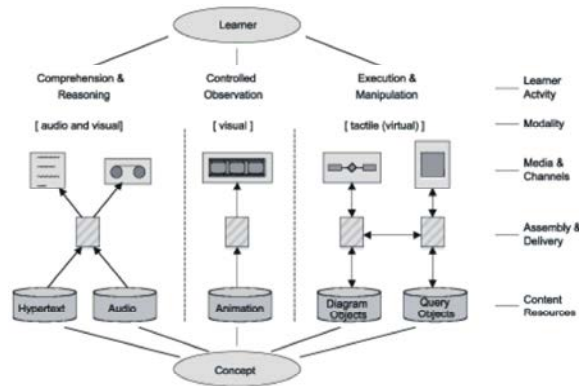 Learner
Comprehension &
Reasoning
Controlled
Observation
Execution &
Manipulation
Learner
Actvity
[ audio and visual]
[ visual ]
[ tactile (virtual) ]
Modality
Media &
Channels
Assembly &
Delivery
Hypertext
Audio
Animation
Diagram
Objects
Query
Objects
Content
Resources
Concept